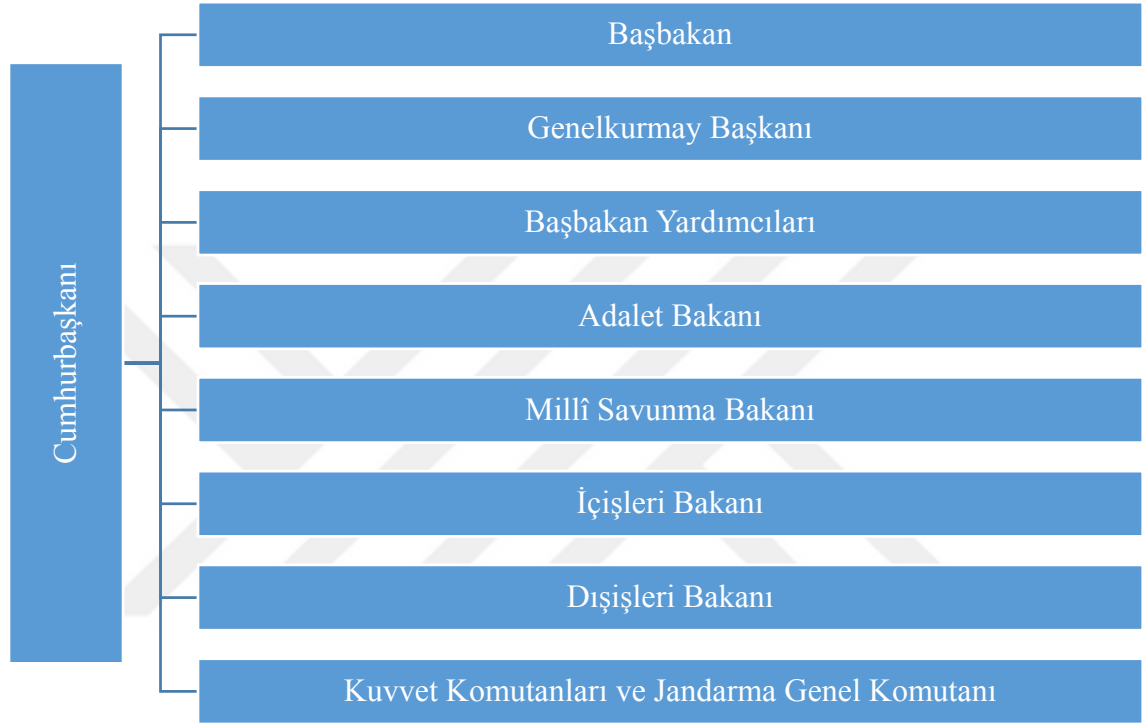 Cumhurbaşkanı
Başbakan
Genelkurmay Başkanı
Başbakan Yardımcıları
Adalet Bakanı
Millî Savunma Bakanı
İçişleri Bakanı
Dışişleri Bakanı
Kuvvet Komutanları ve Jandarma Genel Komutanı